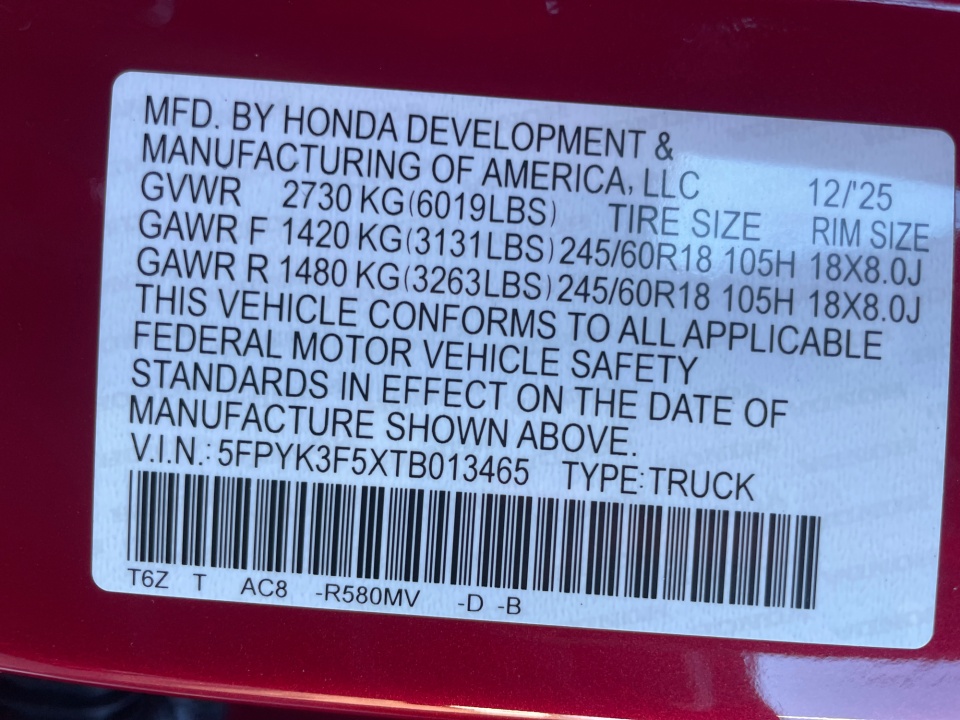 MFD. BY HONDA DEVELOPMENT &
MANUFACTURING OF AMERICA, LLC 12/'25
GVWR 2730 KG(6019LBS) TIRE SIZE RIM SIZE
GAWR F 1420 KG(3131LBS) 245/60R18 105H 18X8.0J
GAWR R 1480 KG(3263LBS) 245/60R18 105H 18X8.0J
THIS VEHICLE CONFORMS TO ALL APPLICABLE
FEDERAL MOTOR VEHICLE SAFETY
STANDARDS IN EFFECT ON THE DATE OF
MANUFACTURE SHOWN ABOVE.
V.I.N.: 5FPYK3F5XTB013465 TYPE:TRUCK
T6Z T AC8 -R580MV -D -B